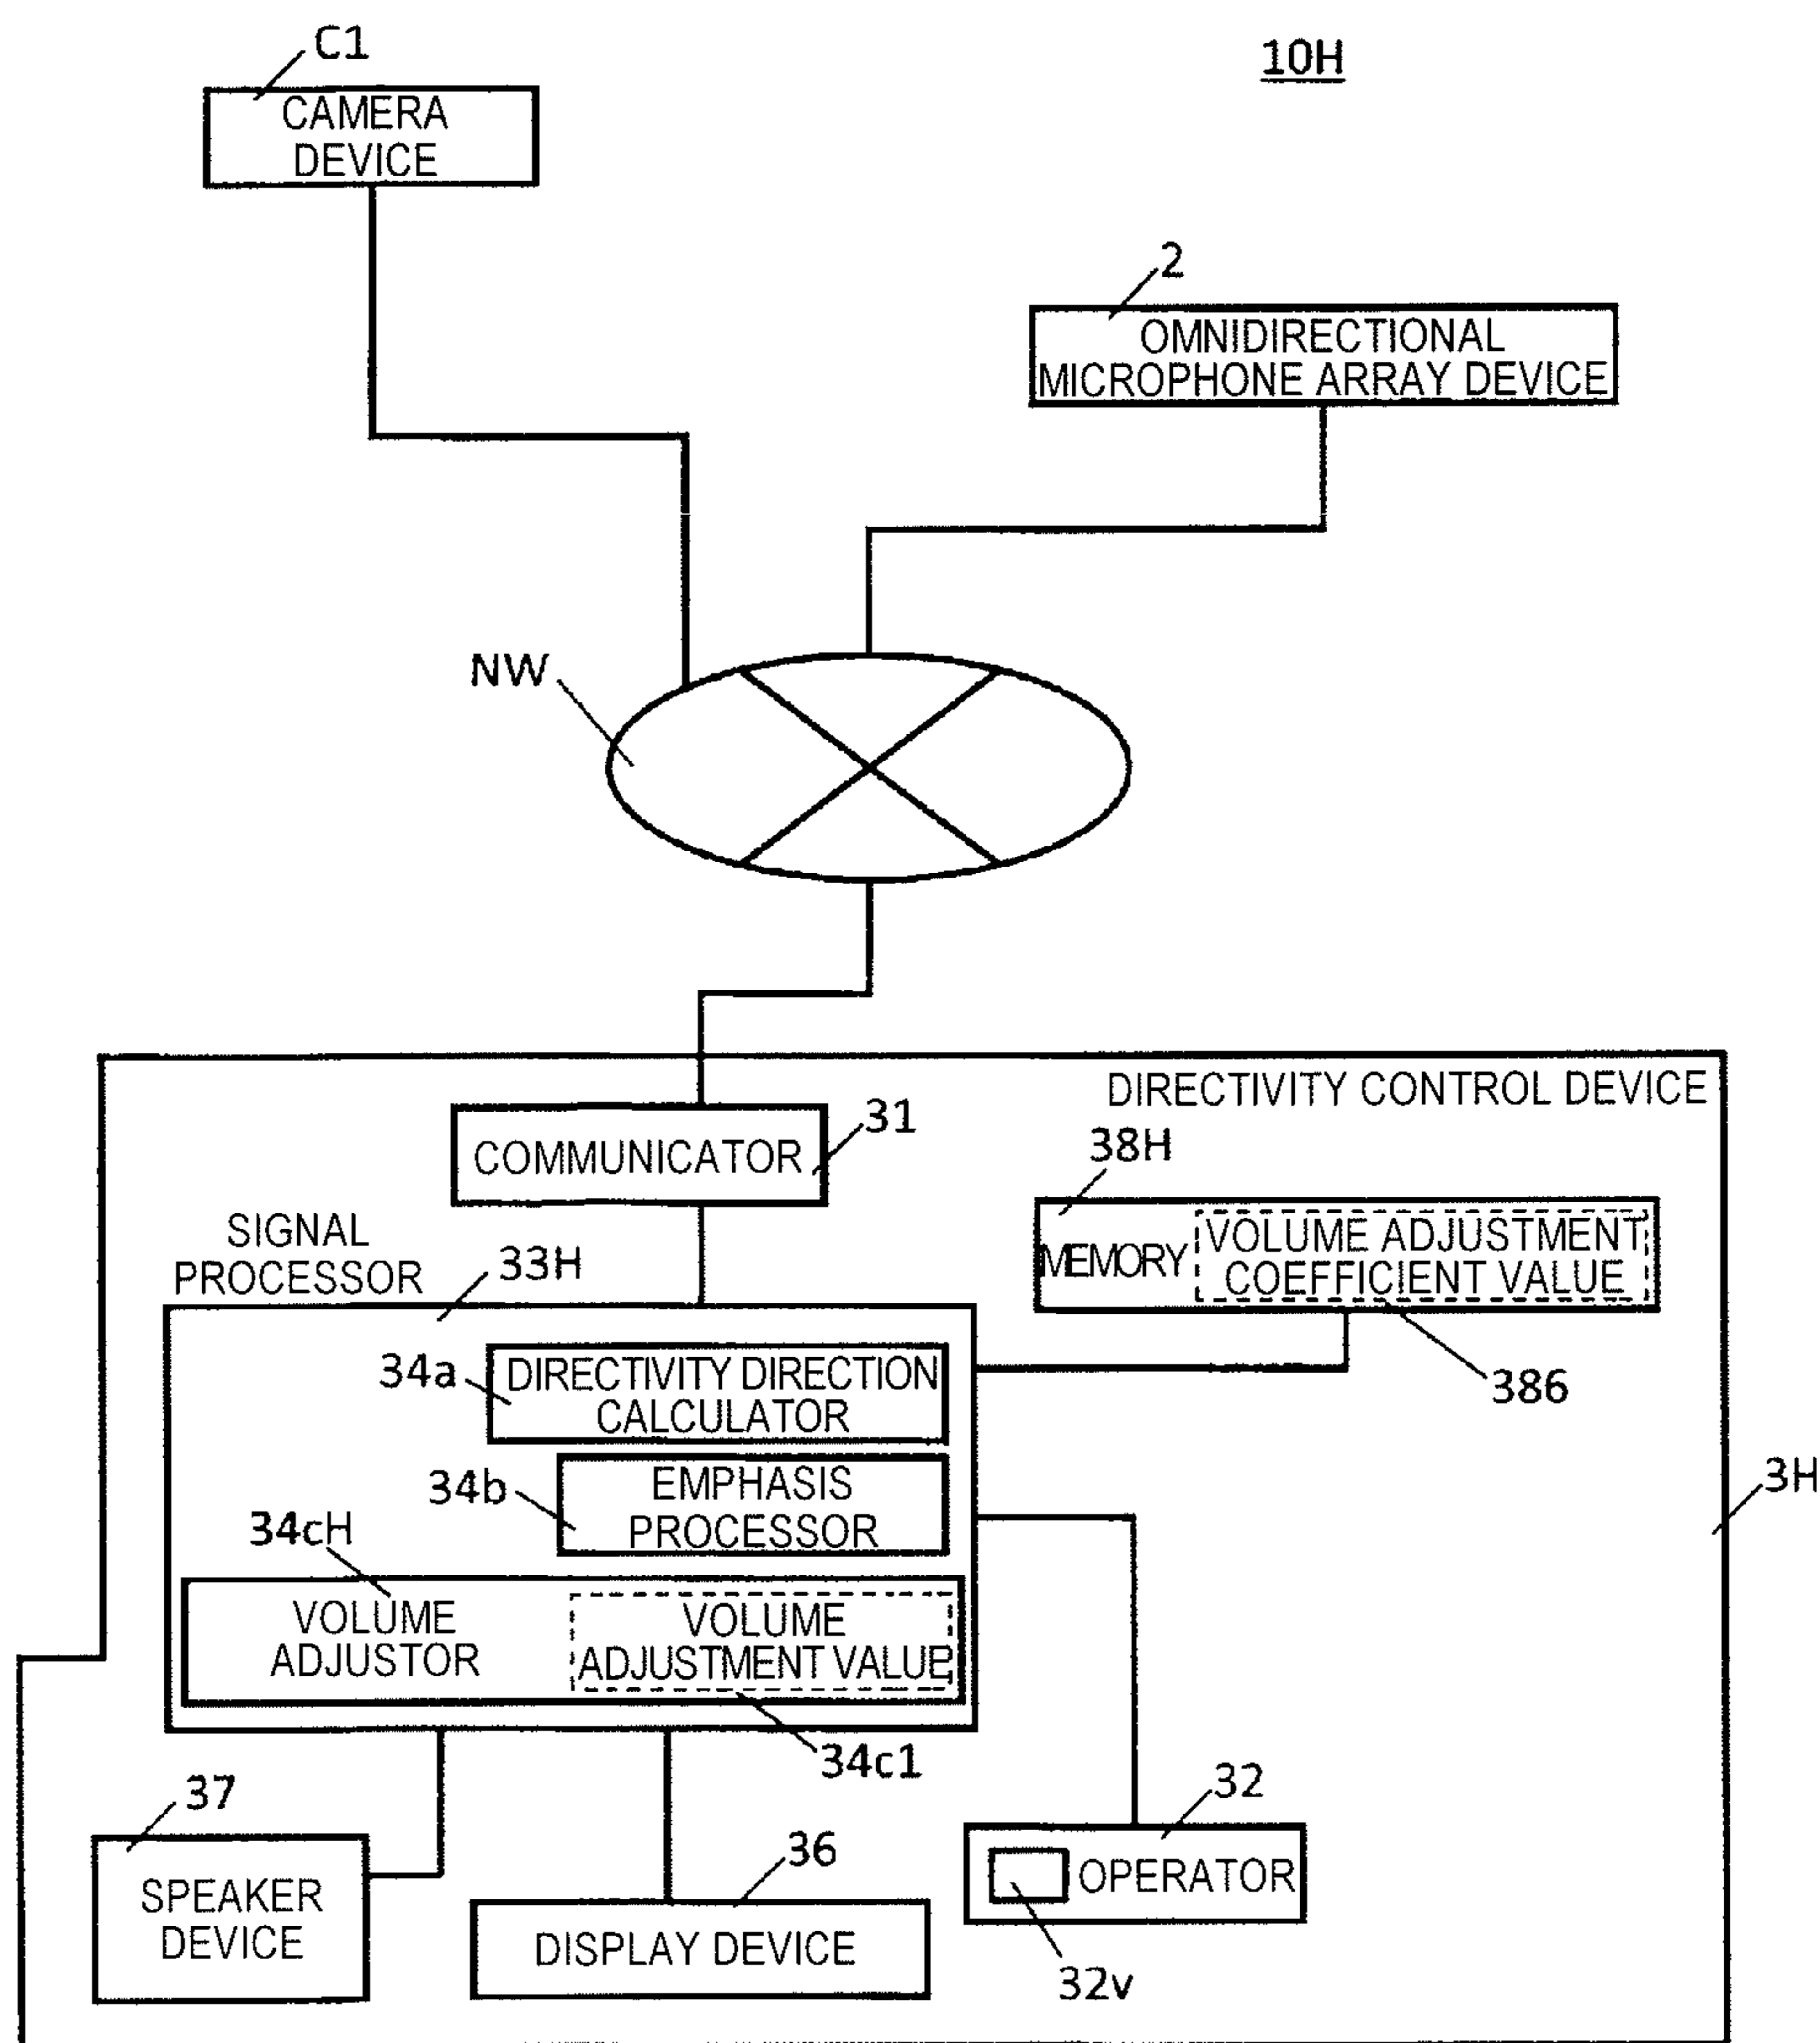 C1
10H
CAMERA
DEVICE
2
OMNIDIRECTIONAL
MICROPHONE ARRAY DEVICE
NW
DIRECTIVITY CONTROL DEVICE
31
COMMUNICATOR
38H
MEMORY
VOLUME ADJUSTMENT
COEFFICIENT VALUE
386
SIGNAL
PROCESSOR
33H
34a
DIRECTIVITY DIRECTION
CALCULATOR
34b
EMPHASIS
PROCESSOR
3H
34cH
VOLUME
ADJUSTOR
VOLUME
ADJUSTMENT VALUE
34c1
37
SPEAKER
DEVICE
36
DISPLAY DEVICE
32
OPERATOR
32v